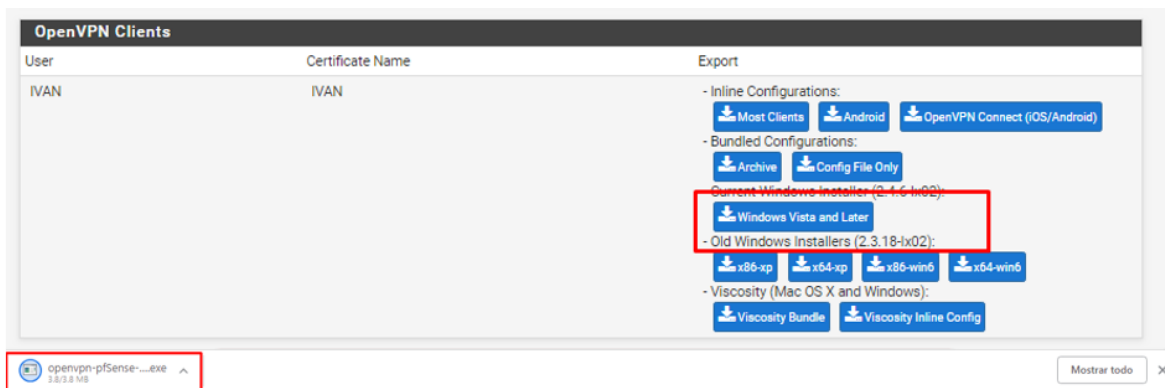 OpenVPN Clients
User Certificate Name Export
IVAN IVAN - Inline Configurations:
Most Clients Android OpenVPN Connect (iOS/Android)
- Bundled Configurations:
Archive Config File Only
- Current Windows Installer (2.4.6-Ix02):
Windows Vista and Later
- Old Windows Installers (2.3.18-Ix02):
x86-xp x64-xp x86-win6 x64-win6
- Viscosity (Mac OS X and Windows):
Viscosity Bundle Viscosity Inline Config
openvpn-pfSense-....exe Mostrar todo
3.8/3.8 MB